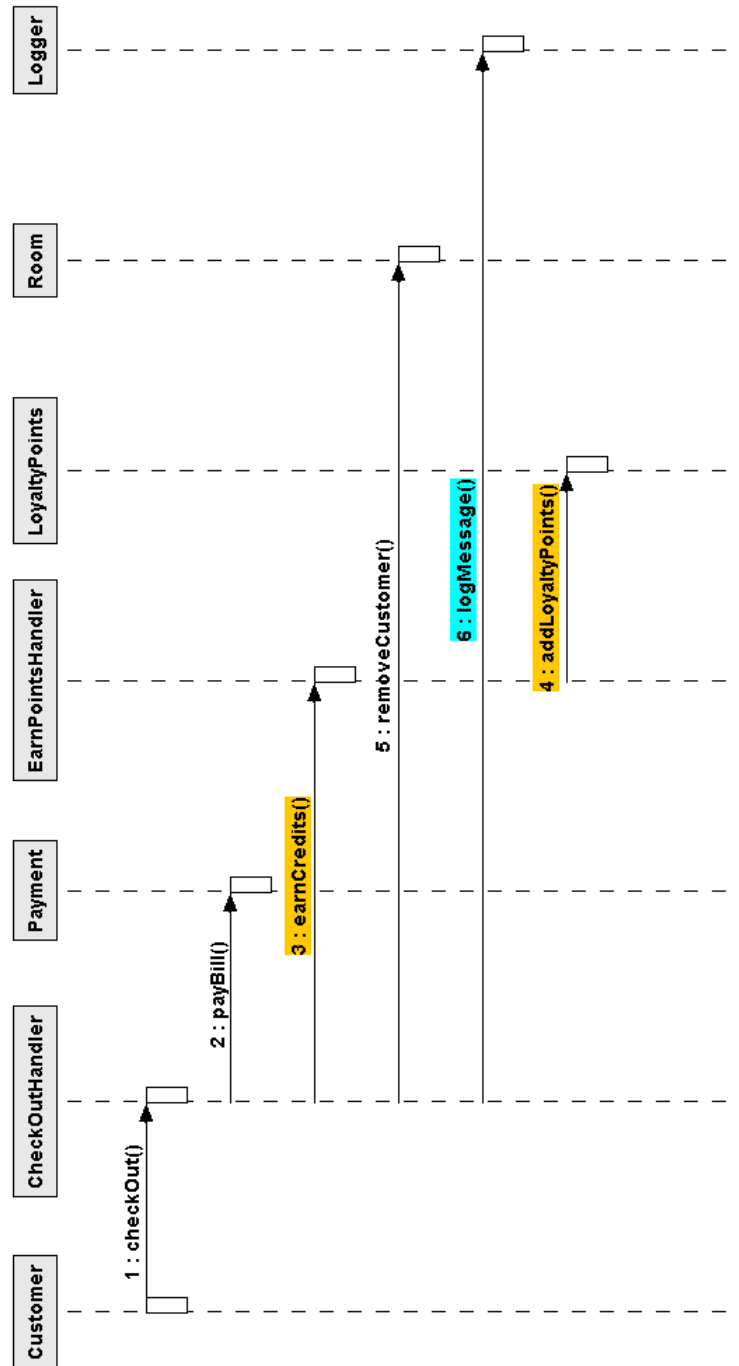 Customer
CheckOutHandler
Payment
EarnPointsHandler
LoyaltyPoints
Room
Logger
1 : checkOut()
2 : payBill()
3 : earnCredits()
5 : removeCustomer()
6 : logMessage()
4 : addLoyaltyPoints()